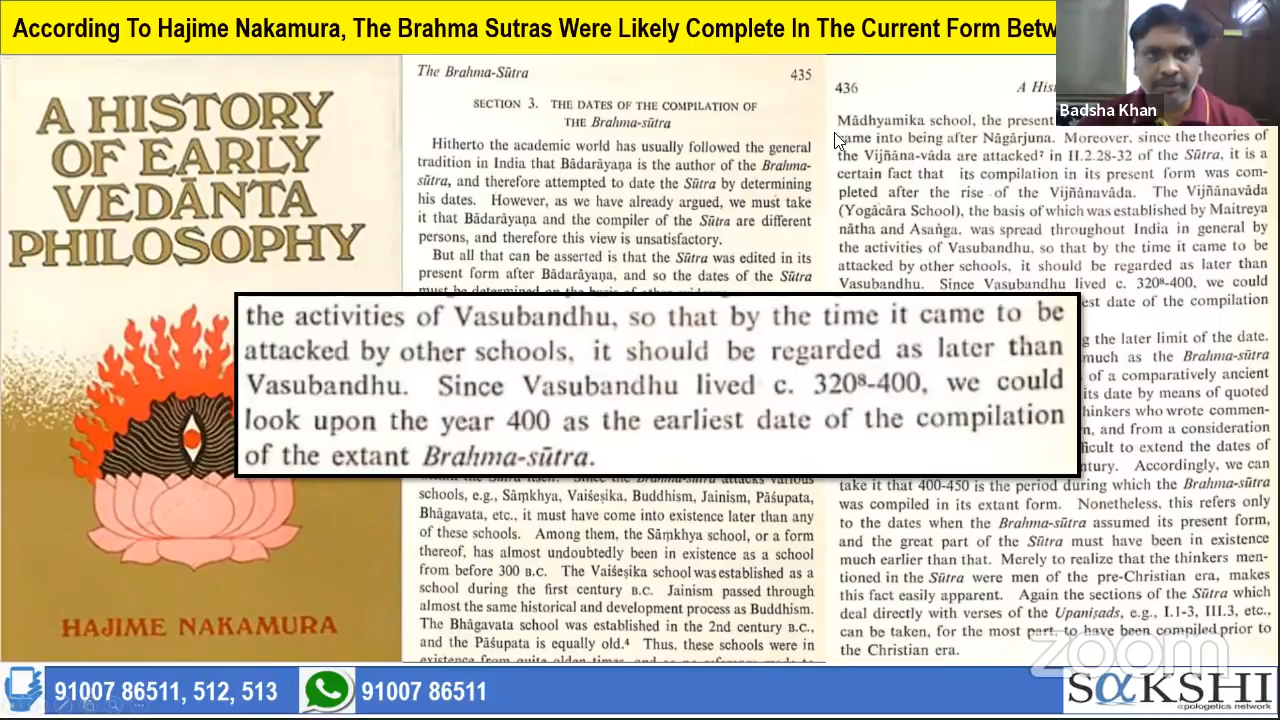 According To Hajime Nakamura, The Brahma Sutras Were Likely Complete In The Current Form Betw
Badsha Khan
A HISTORY
OF EARLY
VEDĀNTA
PHILOSOPHY
HAJIME NAKAMURA
The Brahma-Sūtra 435
SECTION 3. THE DATES OF THE COMPILATION OF
THE Brahma-sūtra
Hitherto the academic world has usually followed the general
tradition in India that Bādarāyaṇa is the author of the Brahma-
sūtra, and therefore attempted to date the Sūtra by determining
his dates. However, as we have already argued, we must take
it that Bādarāyaṇa and the compiler of the Sūtra are different
persons, and therefore this view is unsatisfactory.
But all that can be asserted is that the Sūtra was edited in its
present form after Bādarāyaṇa, and so the dates of the Sūtra
the activities of Vasubandhu, so that by the time it came to be
attacked by other schools, it should be regarded as later than
Vasubandhu. Since Vasubandhu lived c. 320⁸-400, we could
look upon the year 400 as the earliest date of the compilation
of the extant Brahma-sūtra.
schools, e.g., Sāṃkhya, Vaiśeṣika, Buddhism, Jainism, Pāśupata,
Bhāgavata, etc., it must have come into existence later than any
of these schools. Among them, the Sāṃkhya school, or a form
thereof, has almost undoubtedly been in existence as a school
from before 300 B.C. The Vaiśeṣika school was established as a
school during the first century B.C. Jainism passed through
almost the same historical and development process as Buddhism.
The Bhāgavata school was established in the 2nd century B.C.,
and the Pāśupata is equally old.⁴ Thus, these schools were in
436 A His
Mādhyamika school, the present
came into being after Nāgārjuna. Moreover, since the theories of
the Vijñāna-vāda are attacked⁷ in II.2.28-32 of the Sūtra, it is a
certain fact that its compilation in its present form was com-
pleted after the rise of the Vijñānavāda. The Vijñānavāda
(Yogācāra School), the basis of which was established by Maitreya
nātha and Asaṅga, was spread throughout India in general by
the activities of Vasubandhu, so that by the time it came to be
attacked by other schools, it should be regarded as later than
Vasubandhu. Since Vasubandhu lived c. 320⁸-400, we could
est date of the compilation
g the later limit of the date.
much as the Brahma-sūtra
of a comparatively ancient
its date by means of quoted
hinkers who wrote commen-
n, and from a consideration
ficult to extend the dates of
ntury. Accordingly, we can
take it that 400-450 is the period during which the Brahma-sūtra
was compiled in its extant form. Nonetheless, this refers only
to the dates when the Brahma-sūtra assumed its present form,
and the great part of the Sūtra must have been in existence
much earlier than that. Merely to realize that the thinkers men-
tioned in the Sūtra were men of the pre-Christian era, makes
this fact easily apparent. Again the sections of the Sūtra which
deal directly with verses of the Upaniṣads, e.g., I.1-3, III.3, etc.,
can be taken, for the most part, to have been compiled prior to
the Christian era.
zoom
91007 86511, 512, 513
91007 86511
SαKSHI
apologetics network